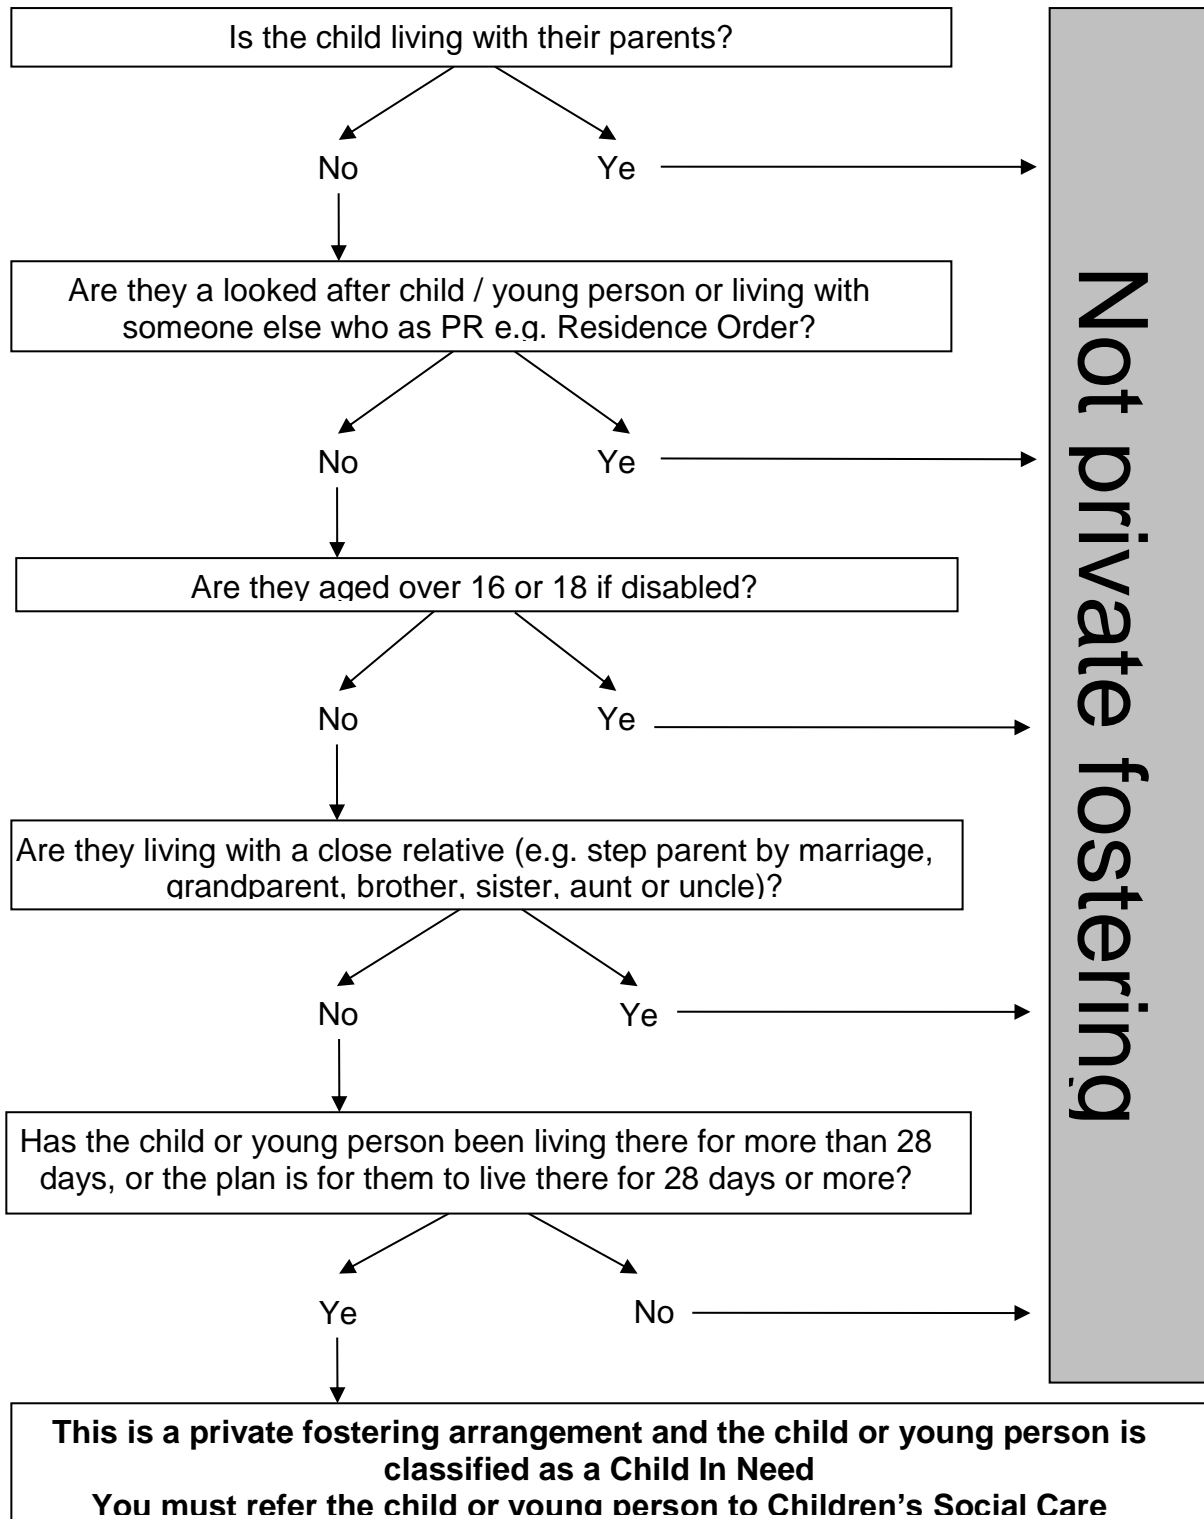 Is the child living with their parents?
No
Ye
Are they a looked after child / young person or living with
someone else who as PR e.g. Residence Order?
No
Ye
Are they aged over 16 or 18 if disabled?
No
Ye
Are they living with a close relative (e.g. step parent by marriage,
grandparent, brother, sister, aunt or uncle)?
No
Ye
Has the child or young person been living there for more than 28
days, or the plan is for them to live there for 28 days or more?
Ye
No
This is a private fostering arrangement and the child or young person is
classified as a Child In Need
You must refer the child or young person to Children’s Social Care
Not private fostering